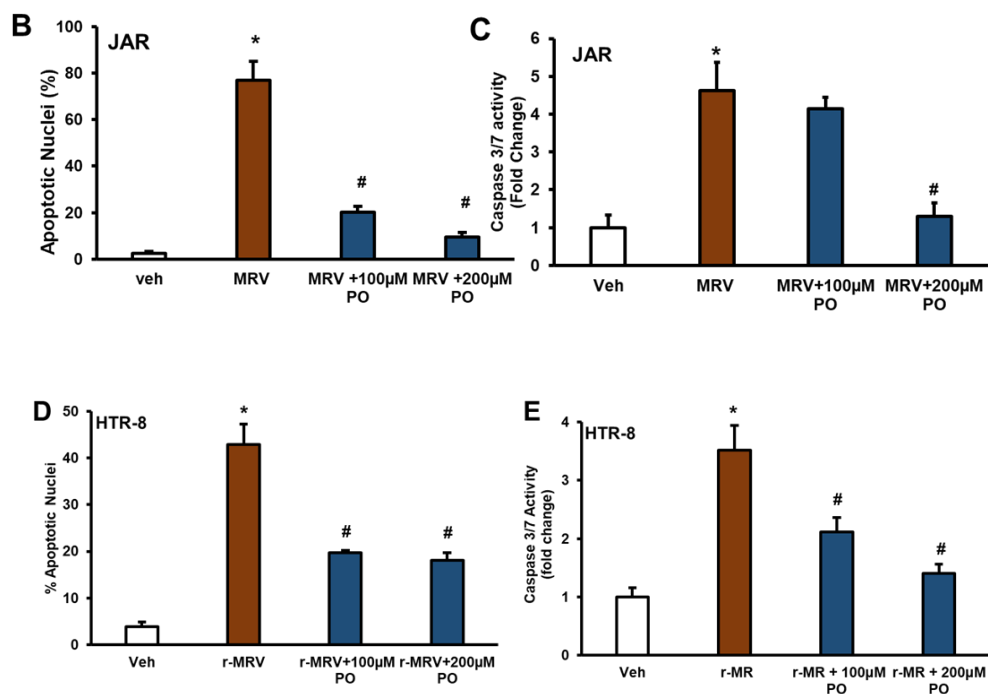 B
JAR
Apoptotic Nuclei (%)
100
80
60
40
20
0
*
#
#
veh
MRV
MRV +100µM
PO
MRV +200µM
PO
C
JAR
Caspase 3/7 activity
(Fold Change)
6
5
4
3
2
1
0
*
#
Veh
MRV
MRV+100µM
PO
MRV+200µM
PO
D
HTR-8
% Apoptotic Nuclei
50
40
30
20
10
0
*
#
#
Veh
r-MRV
r-MRV+100µM
PO
r-MRV+200µM
PO
E
HTR-8
Caspase 3/7 Activity
(fold change)
4
3
2
1
0
*
#
#
Veh
r-MR
r-MR + 100µM
PO
r-MR + 200µM
PO